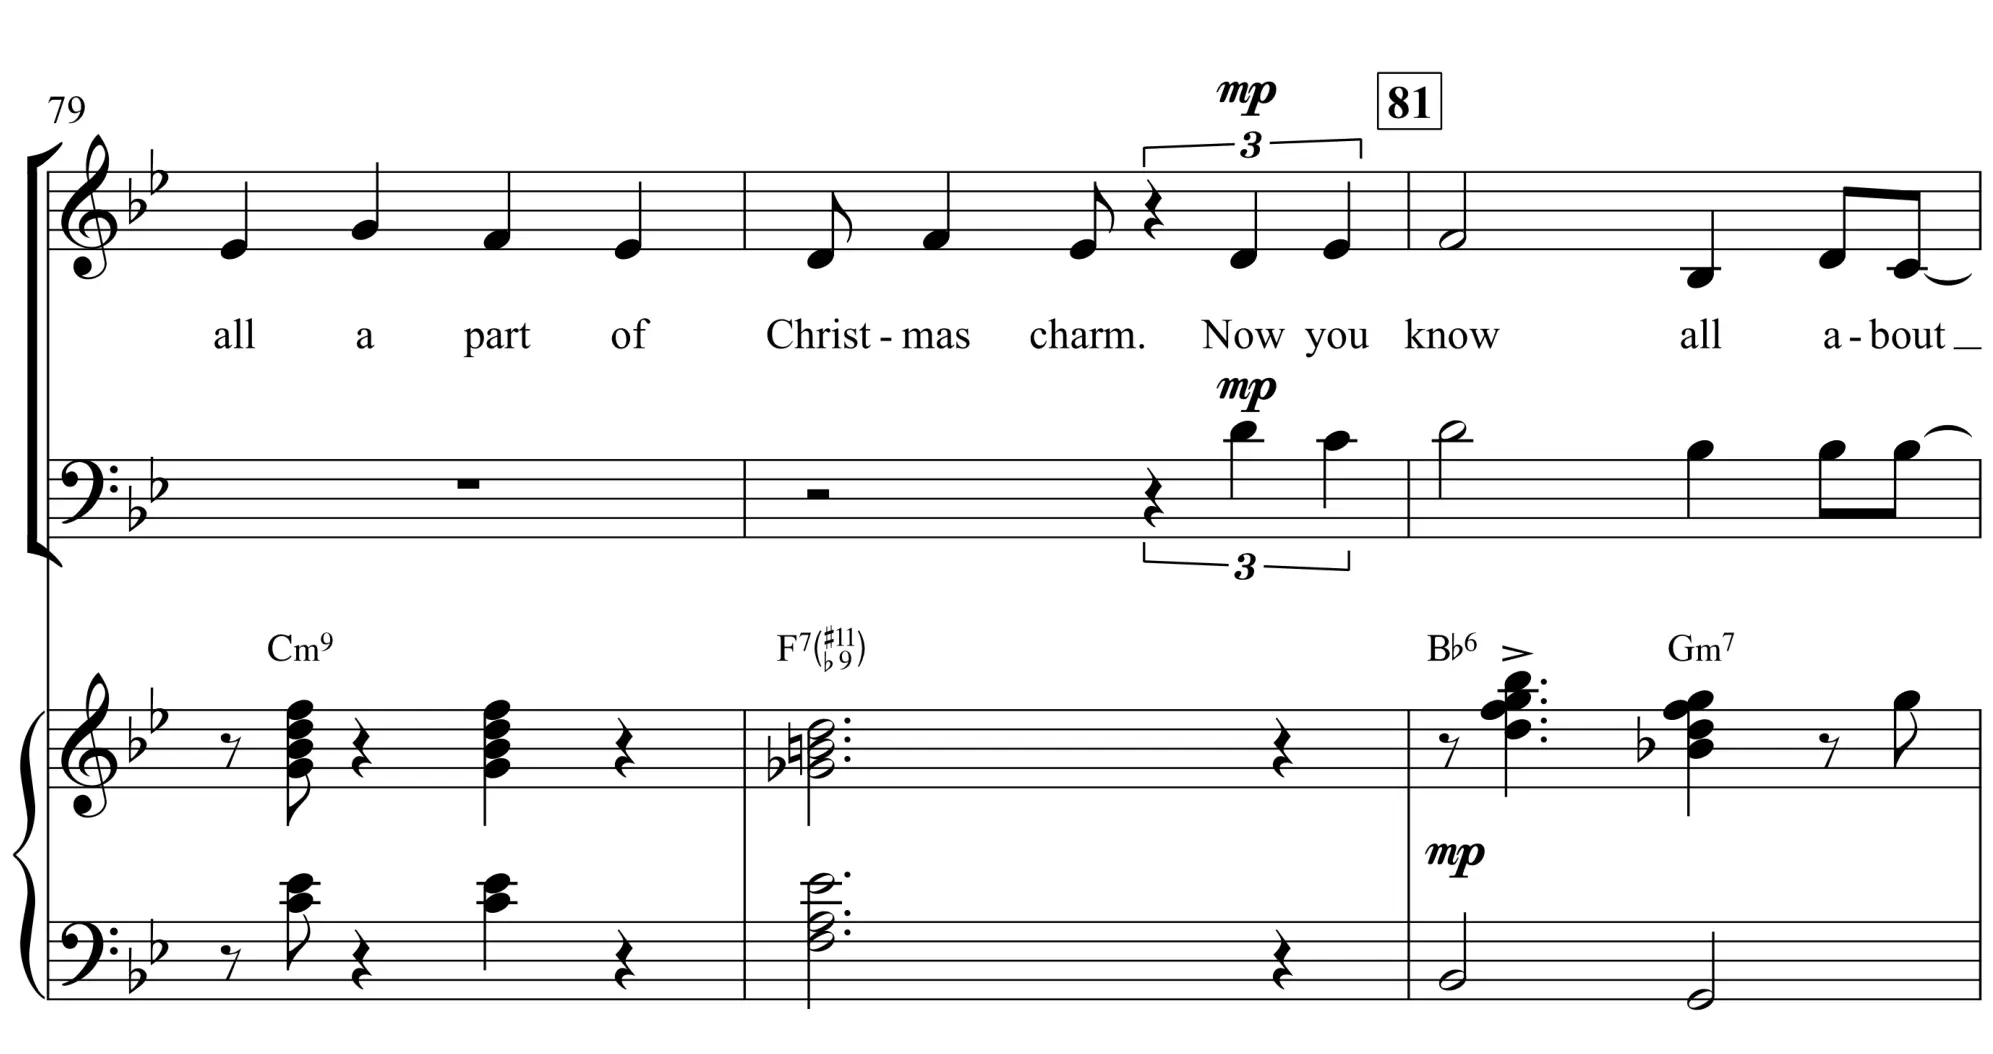 79
mp
3
81
all a part of Christ - mas charm. Now you know all a - bout
mp
3
Cm9 F7(♯11 ♭9) B♭6 Gm7
mp